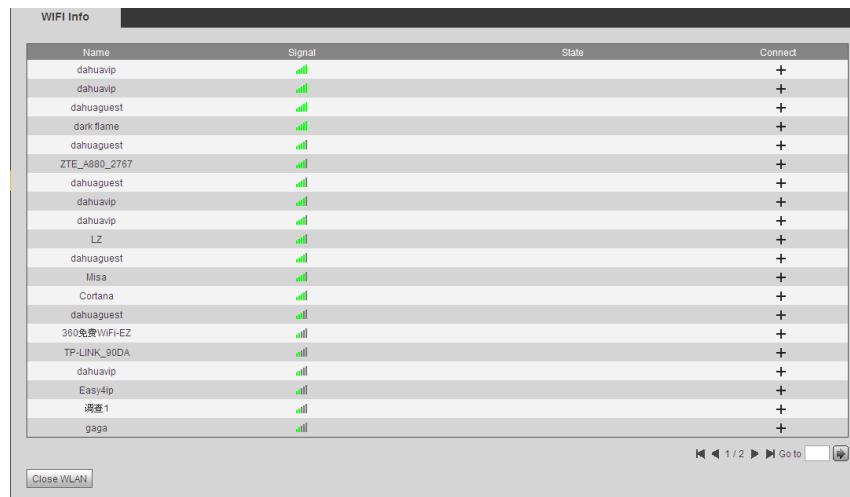 WIFI Info
Name Signal State Connect
dahuavip
dahuavip
dahuaguest
dark flame
dahuaguest
ZTE_A880_2767
dahuaguest
dahuavip
dahuavip
LZ
dahuaguest
Misa
Cortana
dahuaguest
360免费WiFi-EZ
TP-LINK_90DA
dahuavip
Easy4ip
调查1
gaga
1 / 2 Go to
Close WLAN